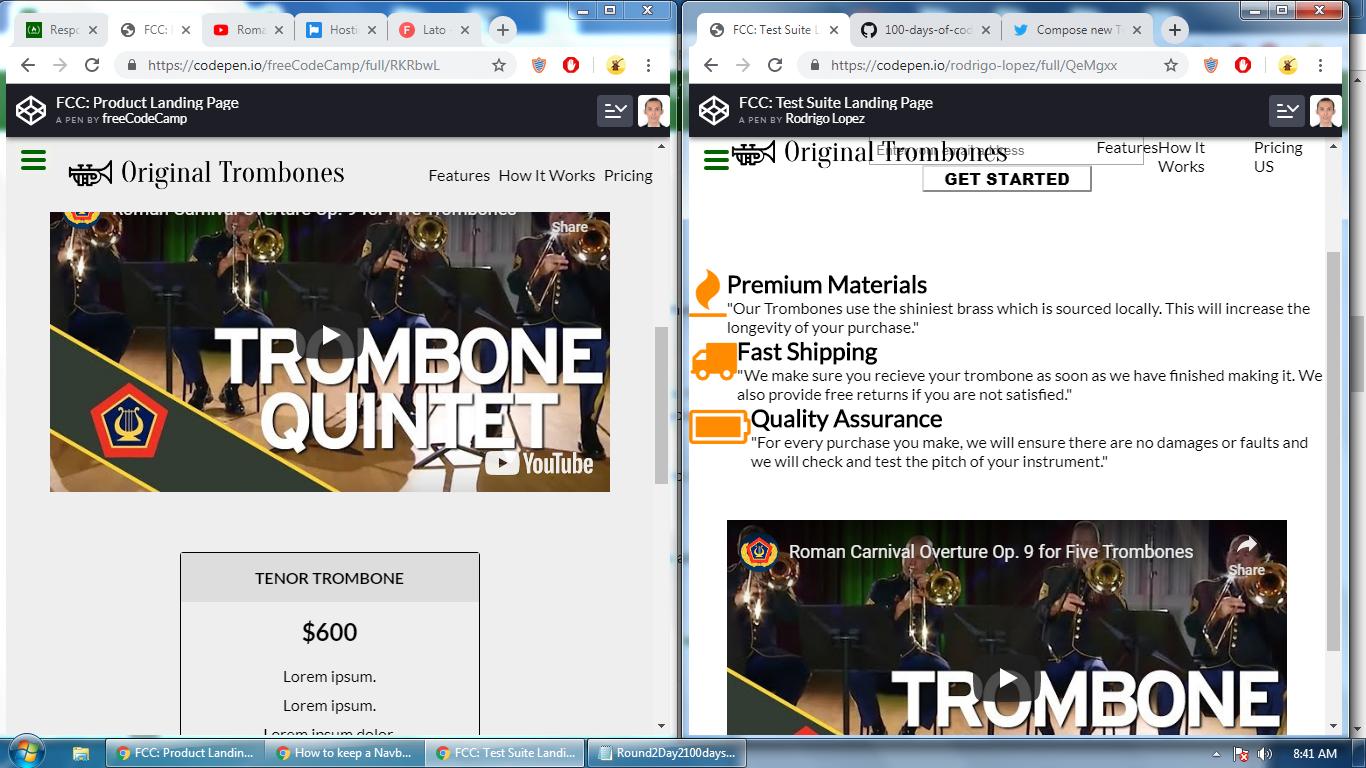 Respo
FCC: 
Roma
Hosti
Lato -
https://codepen.io/freeCodeCamp/full/RKRbwL
FCC: Product Landing Page
A PEN BY freeCodeCamp
Original Trombones
Features
How It Works
Pricing
Roman Carnival Overture Op. 9 for Five Trombones
Share
TROMBONE
QUINTET
YouTube
TENOR TROMBONE
$600
Lorem ipsum.
Lorem ipsum.
Lorem ipsum dolor.
FCC: Test Suite L
100-days-of-cod
Compose new T
https://codepen.io/rodrigo-lopez/full/QeMgxx
FCC: Test Suite Landing Page
A PEN BY Rodrigo Lopez
Original Trombones
Enter your email address
Features
How It
Works
Pricing
US
GET STARTED
Premium Materials
"Our Trombones use the shiniest brass which is sourced locally. This will increase the
longevity of your purchase."
Fast Shipping
"We make sure you recieve your trombone as soon as we have finished making it. We
also provide free returns if you are not satisfied."
Quality Assurance
"For every purchase you make, we will ensure there are no damages or faults and
we will check and test the pitch of your instrument."
Roman Carnival Overture Op. 9 for Five Trombones
Share
TROMBONE
FCC: Product Landin...
How to keep a Navb...
FCC: Test Suite Landi...
Round2Day2100days...
8:41 AM